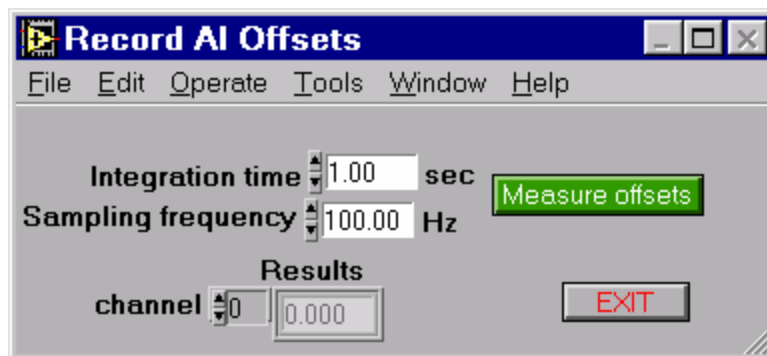 Record AI Offsets
File Edit Operate Tools Window Help
Integration time 1.00 sec
Measure offsets
Sampling frequency 100.00 Hz
Results
channel 0 0.000
EXIT